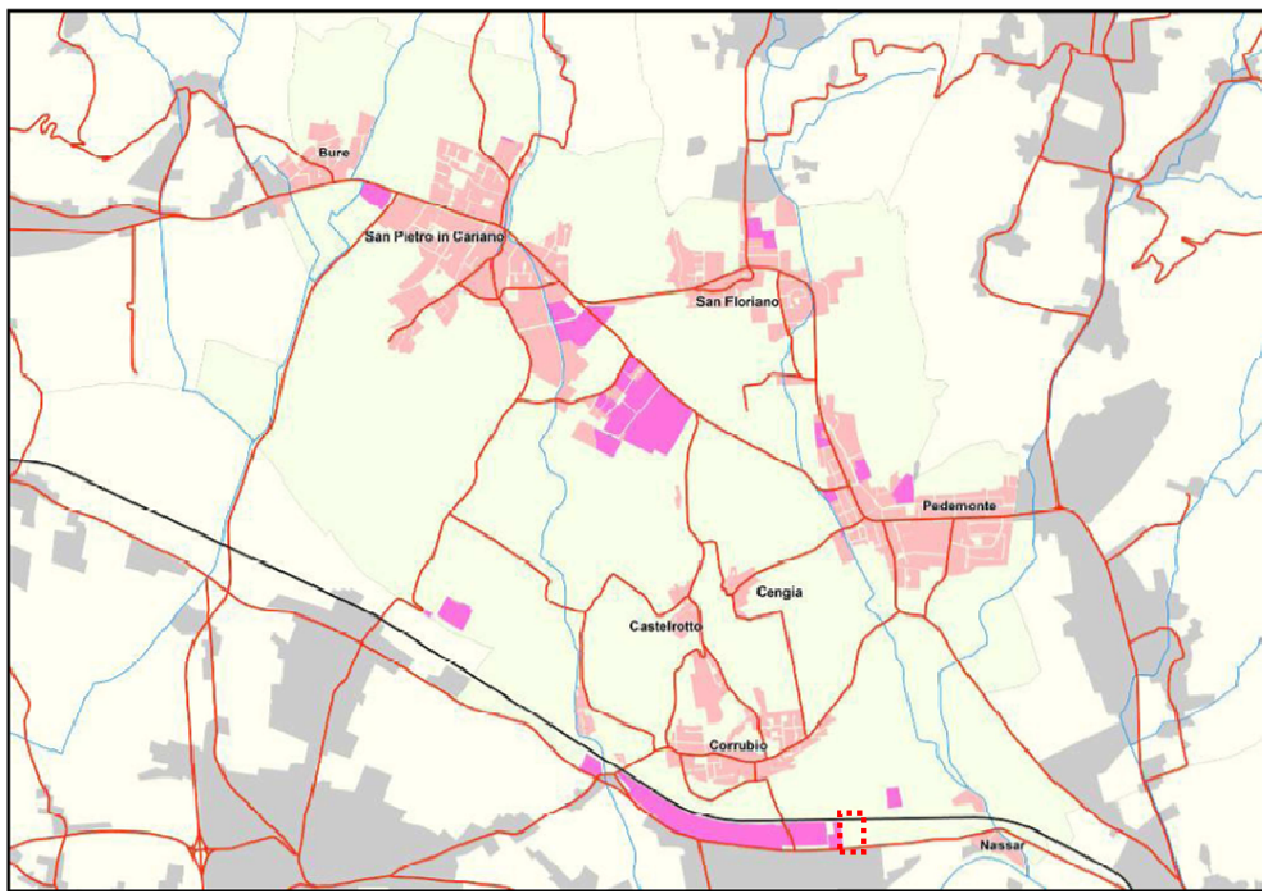 Bure
San Pietro in Cariano
San Floriano
Pedemonte
Cengia
Castelrotto
Corrubio
Nassar